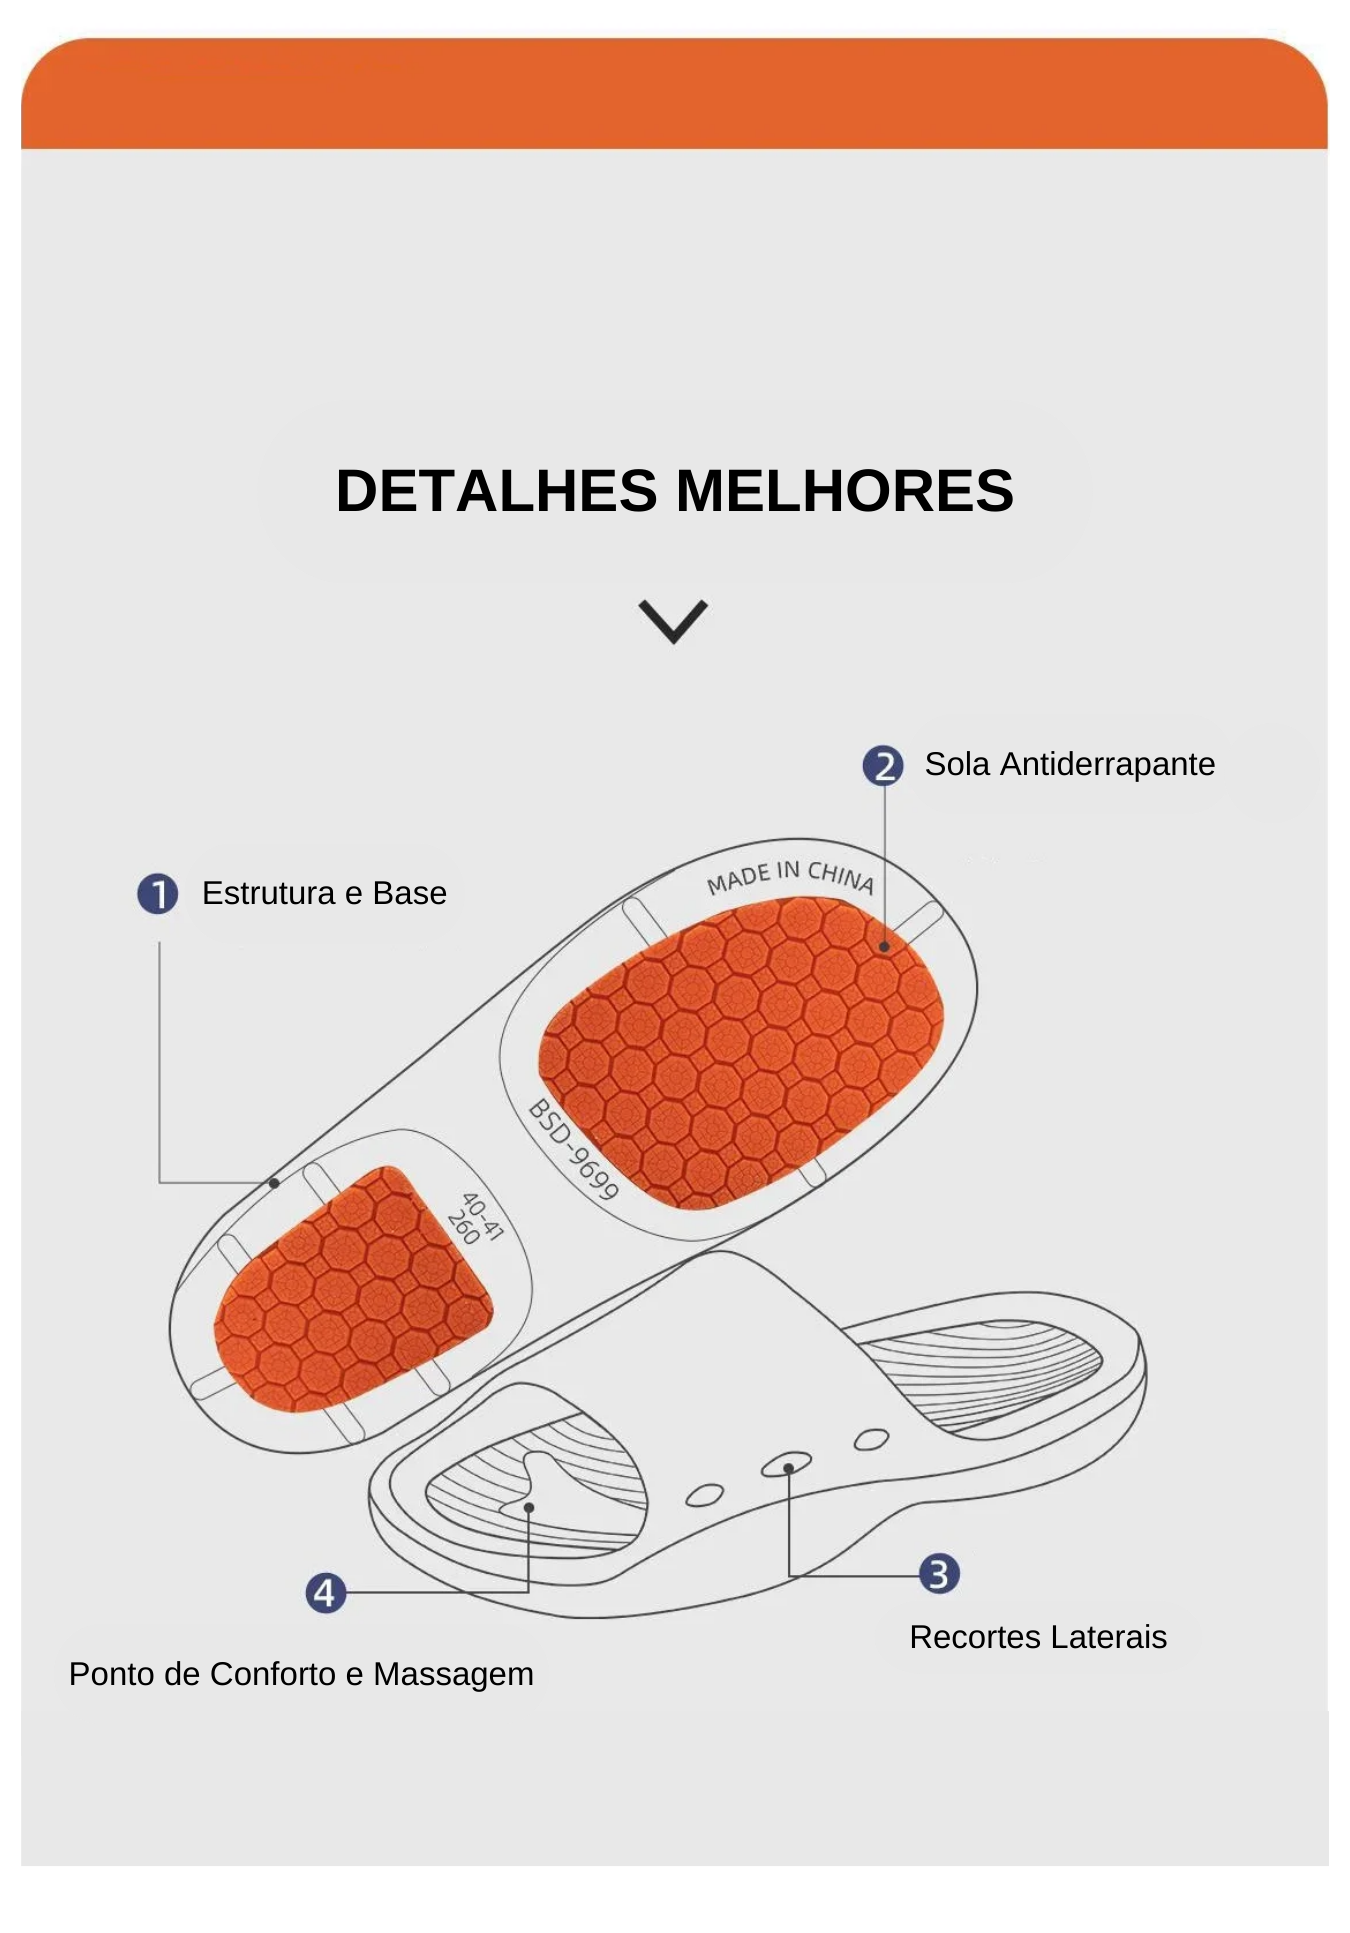 DETALHES MELHORES
2 Sola Antiderrapante
1 Estrutura e Base
MADE IN CHINA
BSD-9699
40-41
260
3
Recortes Laterais
4
Ponto de Conforto e Massagem